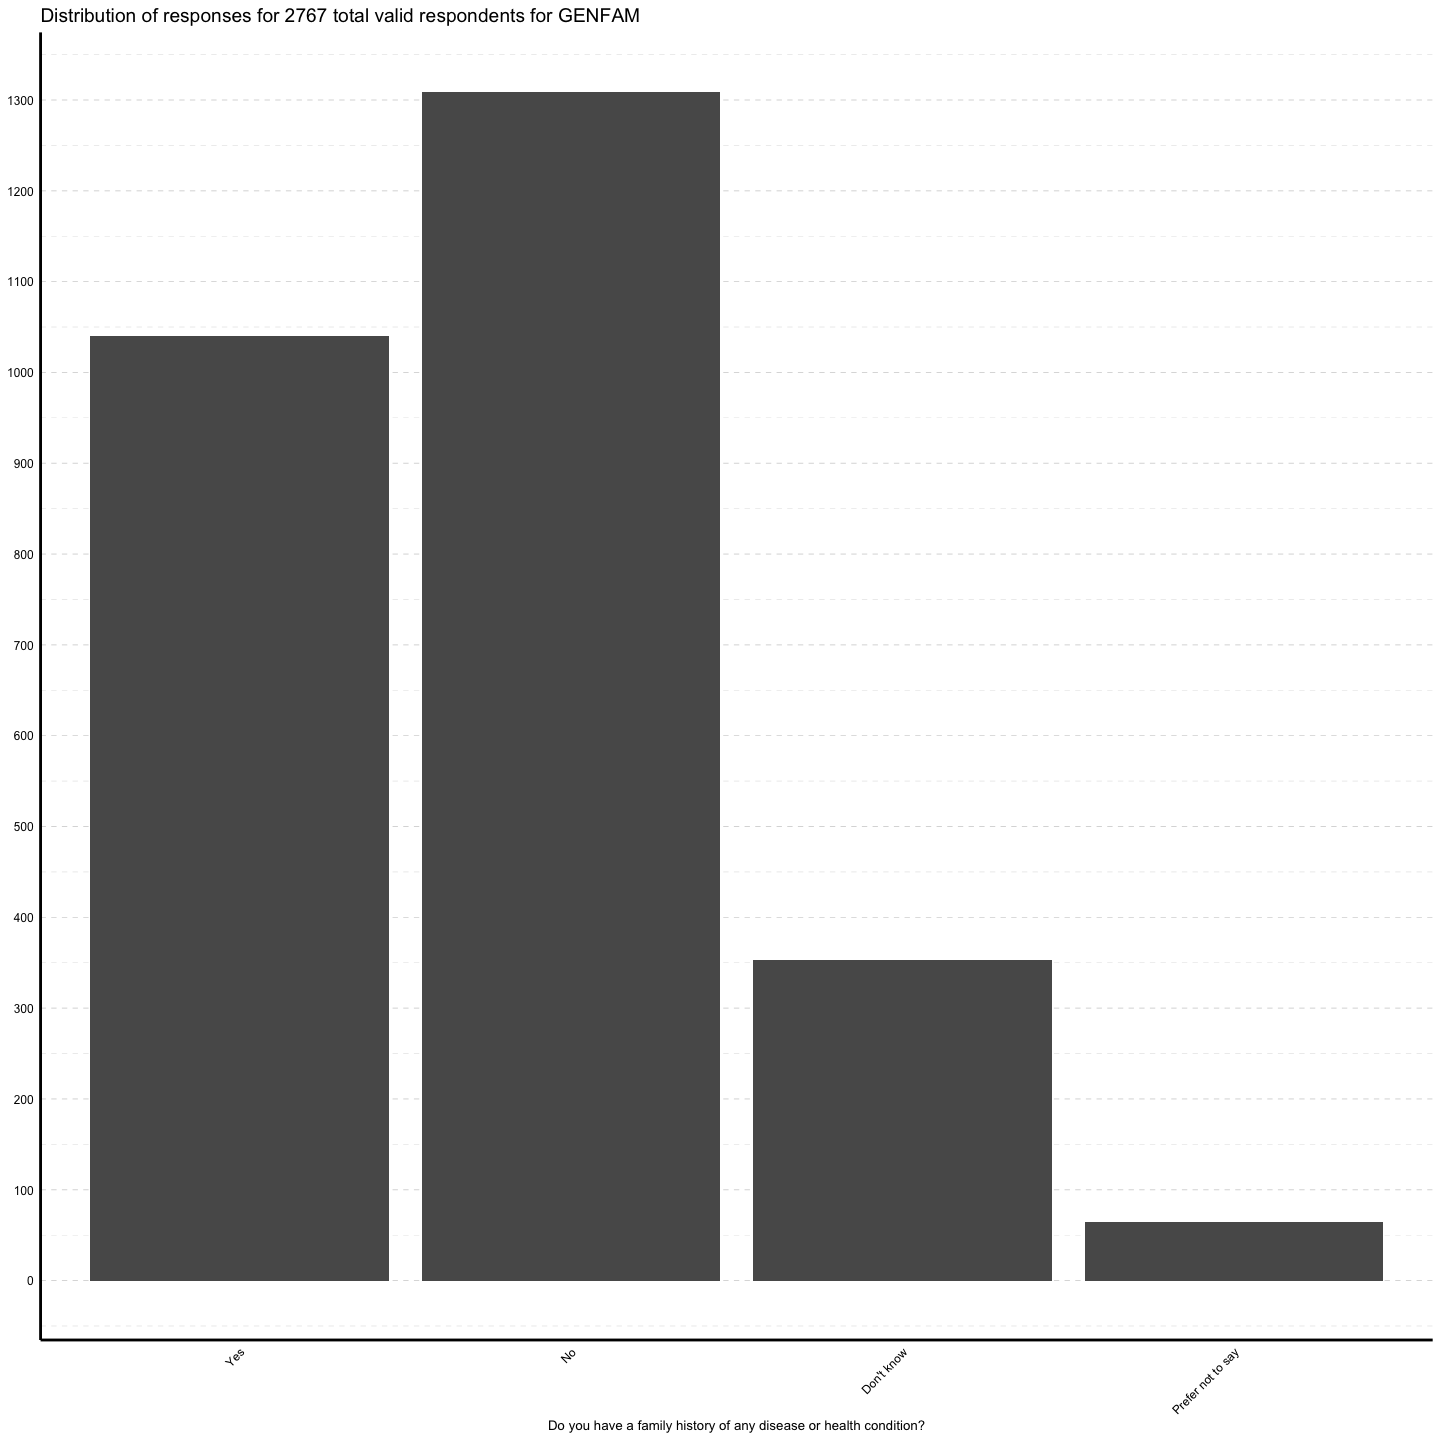 Distribution of responses for 2767 total valid respondents for GENFAM
1300
1200
1100
1000
900
800
700
600
500
400
300
200
100
0
Yes
No
Don't know
Prefer not to say
Do you have a family history of any disease or health condition?